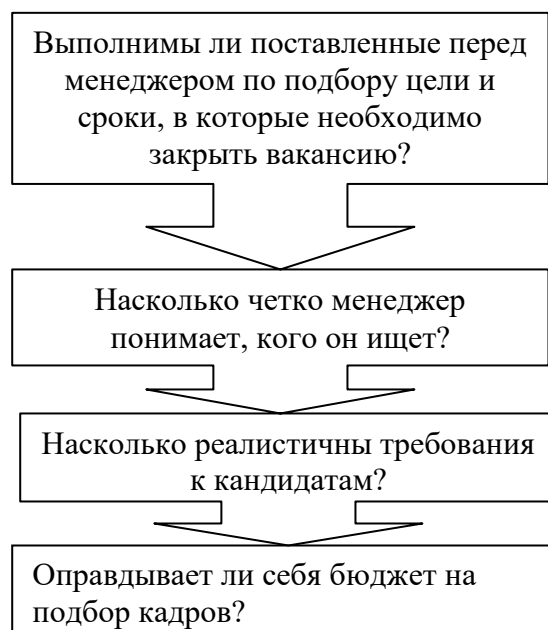 Выполнимы ли поставленные перед
менеджером по подбору цели и
сроки, в которые необходимо
закрыть вакансию?
Насколько четко менеджер
понимает, кого он ищет?
Насколько реалистичны требования
к кандидатам?
Оправдывает ли себя бюджет на
подбор кадров?